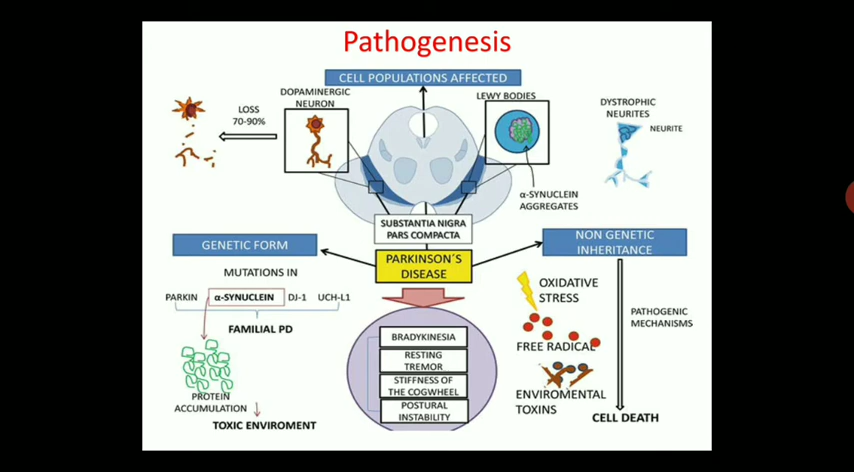 Pathogenesis
CELL POPULATIONS AFFECTED
DOPAMINERGIC
NEURON
LOSS
70-90%
LEWY BODIES
α-SYNUCLEIN
AGGREGATES
DYSTROPHIC
NEURITES
NEURITE
SUBSTANTIA NIGRA
PARS COMPACTA
GENETIC FORM
PARKINSON´S
DISEASE
NON GENETIC
INHERITANCE
MUTATIONS IN
PARKIN α-SYNUCLEIN DJ-1 UCH-L1
FAMILIAL PD
PROTEIN
ACCUMULATION
TOXIC ENVIROMENT
BRADYKINESIA
RESTING
TREMOR
STIFFNESS OF
THE COGWHEEL
POSTURAL
INSTABILITY
OXIDATIVE
STRESS
FREE RADICAL
ENVIROMENTAL
TOXINS
PATHOGENIC
MECHANISMS
CELL DEATH